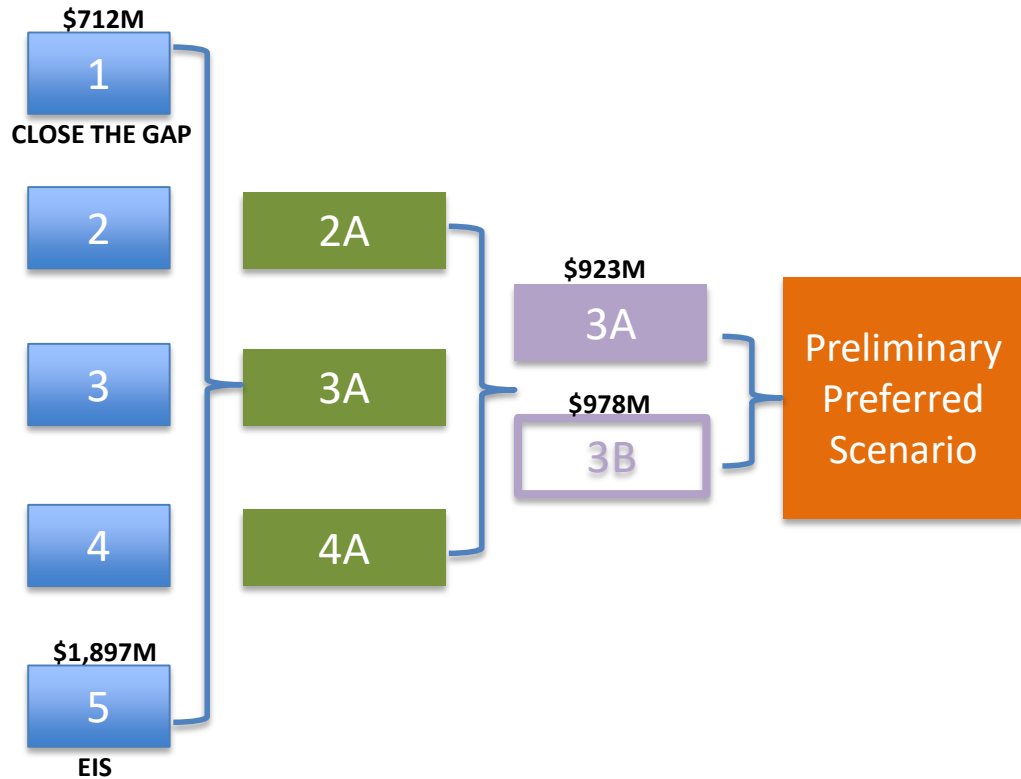 $712M
1
CLOSE THE GAP
2
3
4
$1,897M
5
EIS
2A
3A
4A
$923M
3A
$978M
3B
Preliminary
Preferred
Scenario